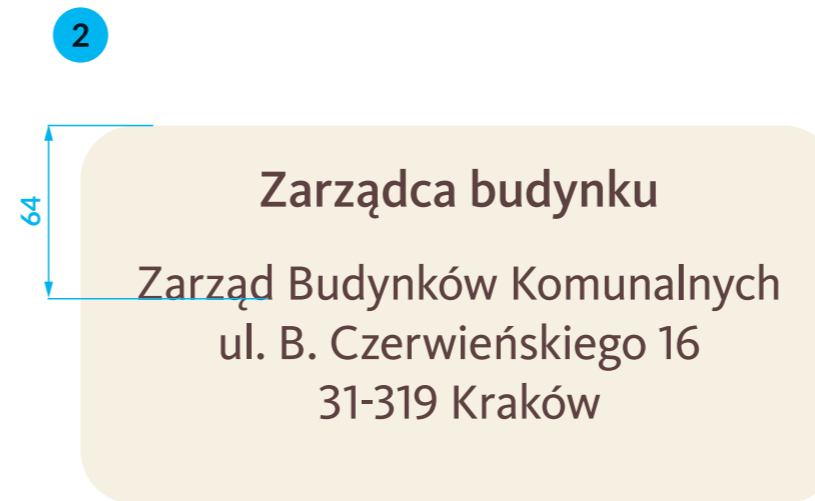 2
64
Zarządca budynku
Zarząd Budynków Komunalnych
ul. B. Czerwieńskiego 16
31-319 Kraków